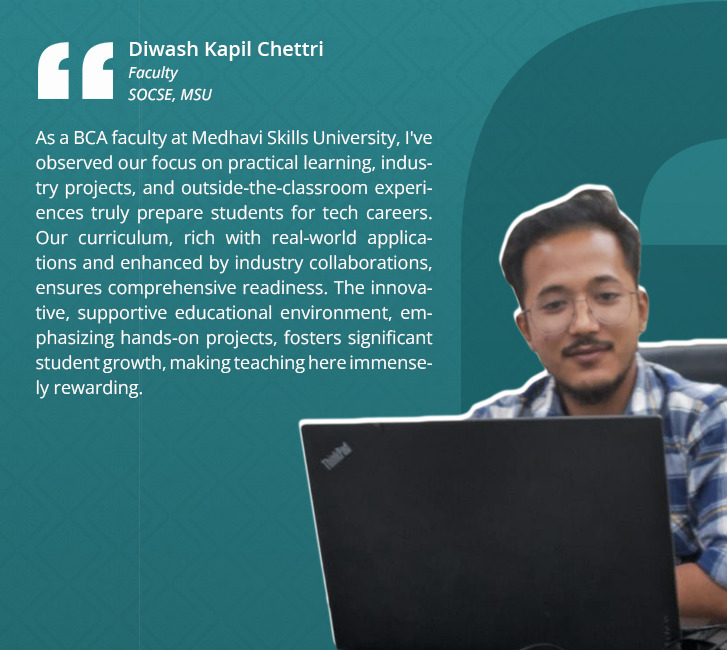 Diwash Kapil Chettri
Faculty
SOCSE, MSU
As a BCA faculty at Medhavi Skills University, I've
observed our focus on practical learning, indus-
try projects, and outside-the-classroom experi-
ences truly prepare students for tech careers.
Our curriculum, rich with real-world applica-
tions and enhanced by industry collaborations,
ensures comprehensive readiness. The innova-
tive, supportive educational environment, em-
phasizing hands-on projects, fosters significant
student growth, making teaching here immense-
ly rewarding.
ThinkPad